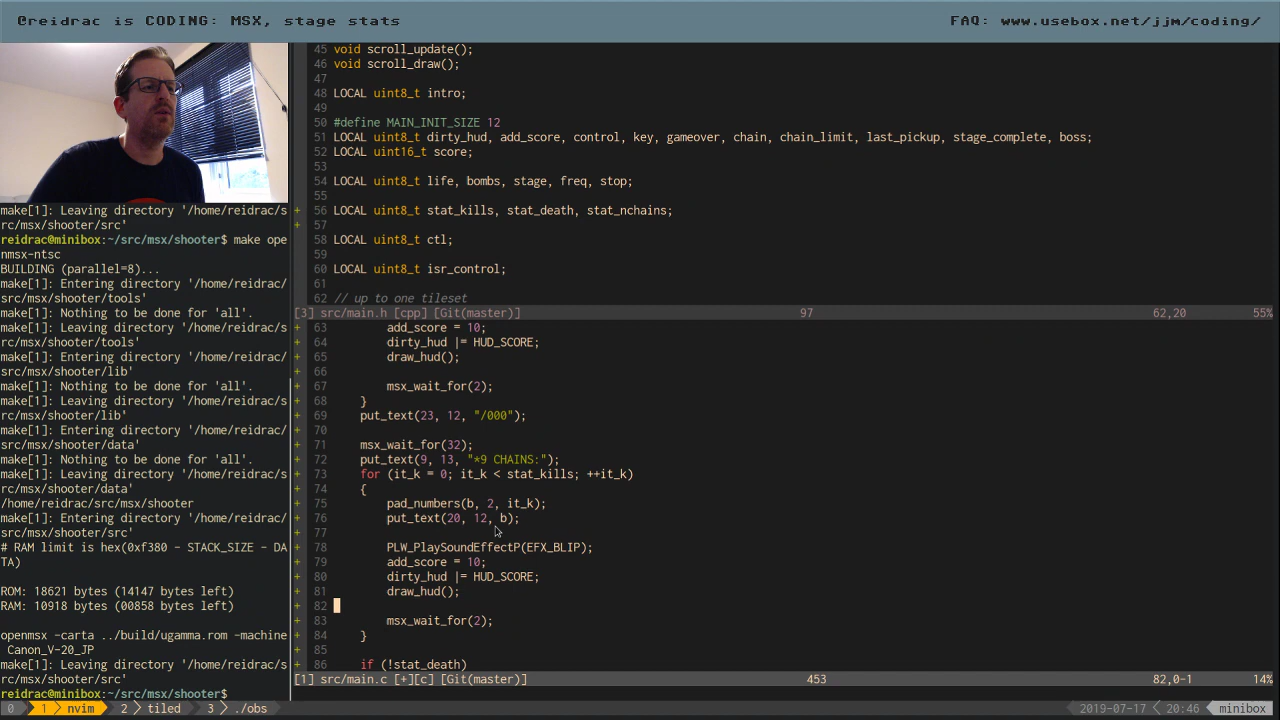 @reidrac is CODING: MSX, stage stats
FAQ: www.usebox.net/jjm/coding/
make[1]: Leaving directory '/home/reidrac/s
rc/msx/shooter/src'
reidrac@minibox:~/src/msx/shooter$ make ope
nmsx-ntsc
BUILDING (parallel=8)...
make[1]: Entering directory '/home/reidrac/
src/msx/shooter/tools'
make[1]: Nothing to be done for 'all'.
make[1]: Leaving directory '/home/reidrac/s
rc/msx/shooter/tools'
make[1]: Entering directory '/home/reidrac/
src/msx/shooter/lib'
make[1]: Nothing to be done for 'all'.
make[1]: Leaving directory '/home/reidrac/s
rc/msx/shooter/lib'
make[1]: Entering directory '/home/reidrac/
src/msx/shooter/data'
make[1]: Nothing to be done for 'all'.
make[1]: Leaving directory '/home/reidrac/s
rc/msx/shooter/data'
/home/reidrac/src/msx/shooter
make[1]: Entering directory '/home/reidrac/
src/msx/shooter/src'
# RAM limit is hex(0xf380 - STACK_SIZE - DA
TA)
ROM: 18621 bytes (14147 bytes left)
RAM: 10918 bytes (00858 bytes left)
openmsx -carta ../build/ugamma.rom -machine
Canon_V-20_JP
make[1]: Leaving directory '/home/reidrac/s
rc/msx/shooter/src'
reidrac@minibox:~/src/msx/shooter$
45 void scroll_update();
46 void scroll_draw();
47
48 LOCAL uint8_t intro;
49
50 #define MAIN_INIT_SIZE 12
51 LOCAL uint8_t dirty_hud, add_score, control, key, gameover, chain, chain_limit, last_pickup, stage_complete, boss;
52 LOCAL uint16_t score;
53
54 LOCAL uint8_t life, bombs, stage, freq, stop;
55
+ 56 LOCAL uint8_t stat_kills, stat_death, stat_nchains;
+ 57
58 LOCAL uint8_t ctl;
59
60 LOCAL uint8_t isr_control;
61
62 // up to one tileset
[3] src/main.h [cpp] [Git(master)] 97 62,20 55%
+ 63 add_score = 10;
+ 64 dirty_hud |= HUD_SCORE;
+ 65 draw_hud();
+ 66
+ 67 msx_wait_for(2);
+ 68 }
+ 69 put_text(23, 12, "/000");
+ 70
+ 71 msx_wait_for(32);
+ 72 put_text(9, 13, "*9 CHAINS:");
+ 73 for (it_k = 0; it_k < stat_kills; ++it_k)
+ 74 {
+ 75 pad_numbers(b, 2, it_k);
+ 76 put_text(20, 12, b);
+ 77
+ 78 PLW_PlaySoundEffectP(EFX_BLIP);
+ 79 add_score = 10;
+ 80 dirty_hud |= HUD_SCORE;
+ 81 draw_hud();
+ 82
+ 83 msx_wait_for(2);
+ 84 }
+ 85
+ 86 if (!stat_death)
[1] src/main.c [+][c] [Git(master)] 453 82,0-1 14%
0 1 nvim 2 tiled 3 ./obs 2019-07-17 20:46 minibox